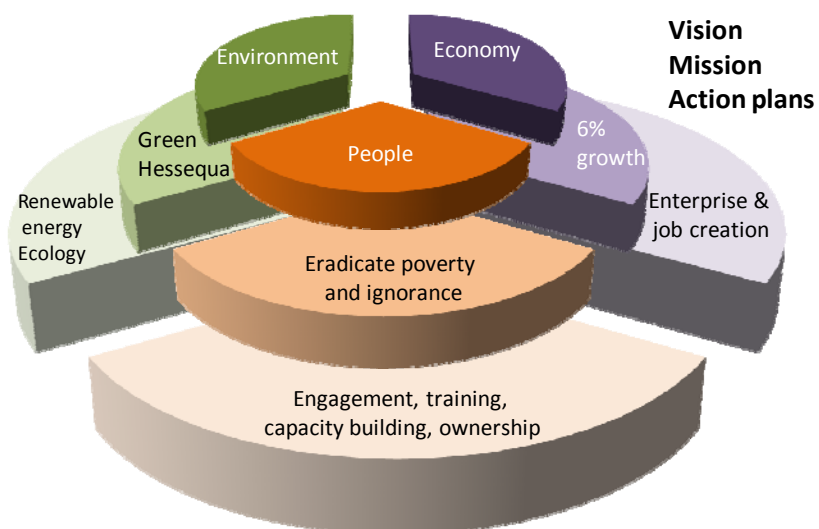 Environment
Economy
Vision
Mission
Action plans
Green
Hessequa
People
6%
growth
Renewable
energy
Ecology
Enterprise &
job creation
Eradicate poverty
and ignorance
Engagement, training,
capacity building, ownership